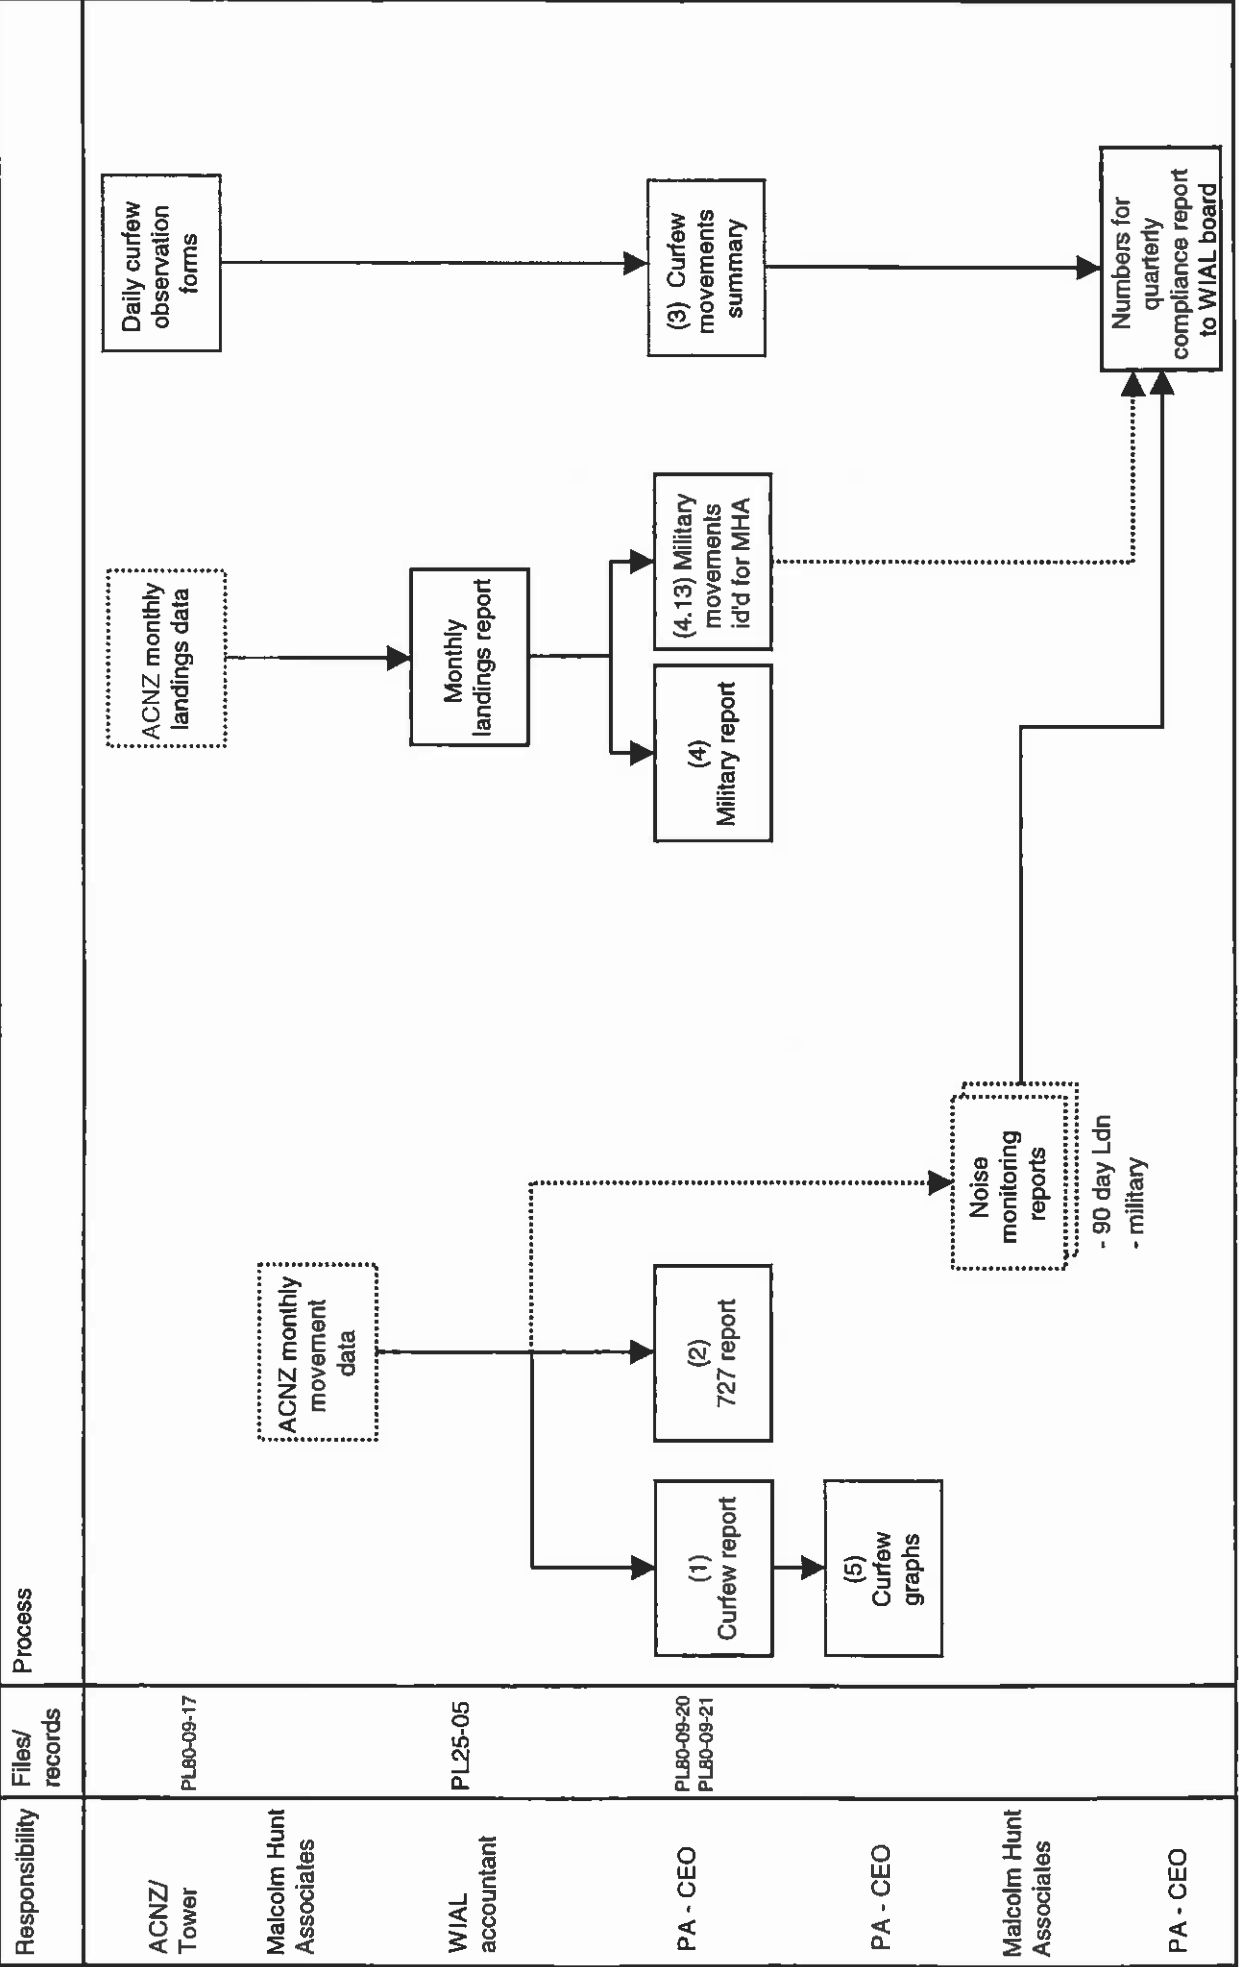 Responsibility
Files/
records
Process
ACNZ/
Tower
PL80-09-17
ACNZ monthly
landings data
Daily curfew
observation
forms
Malcolm Hunt
Associates
ACNZ monthly
movement
data
WIAL
accountant
PL25-05
Monthly
landings report
PA - CEO
PL80-09-20
PL80-09-21
(1)
Curfew report
(2)
727 report
(4)
Military report
(4.13) Military
movements
id'd for MHA
(3) Curfew
movements
summary
PA - CEO
(5)
Curfew
graphs
Malcolm Hunt
Associates
Noise
monitoring
reports
- 90 day Ldn
- military
PA - CEO
Numbers for
quarterly
compliance report
to WIAL board